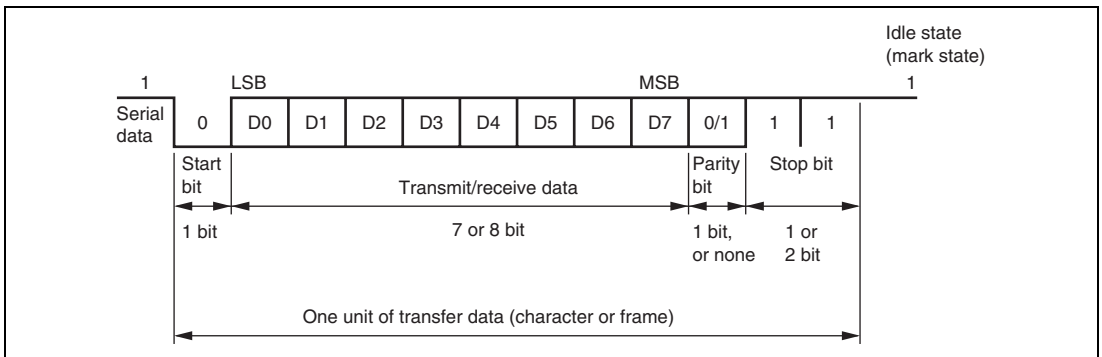 Idle state
(mark state)
1 LSB MSB 1
Serial
data
0 D0 D1 D2 D3 D4 D5 D6 D7 0/1 1 1
Start
bit
Transmit/receive data
Parity
bit
Stop bit
1 bit
7 or 8 bit
1 bit,
or none
1 or
2 bit
One unit of transfer data (character or frame)